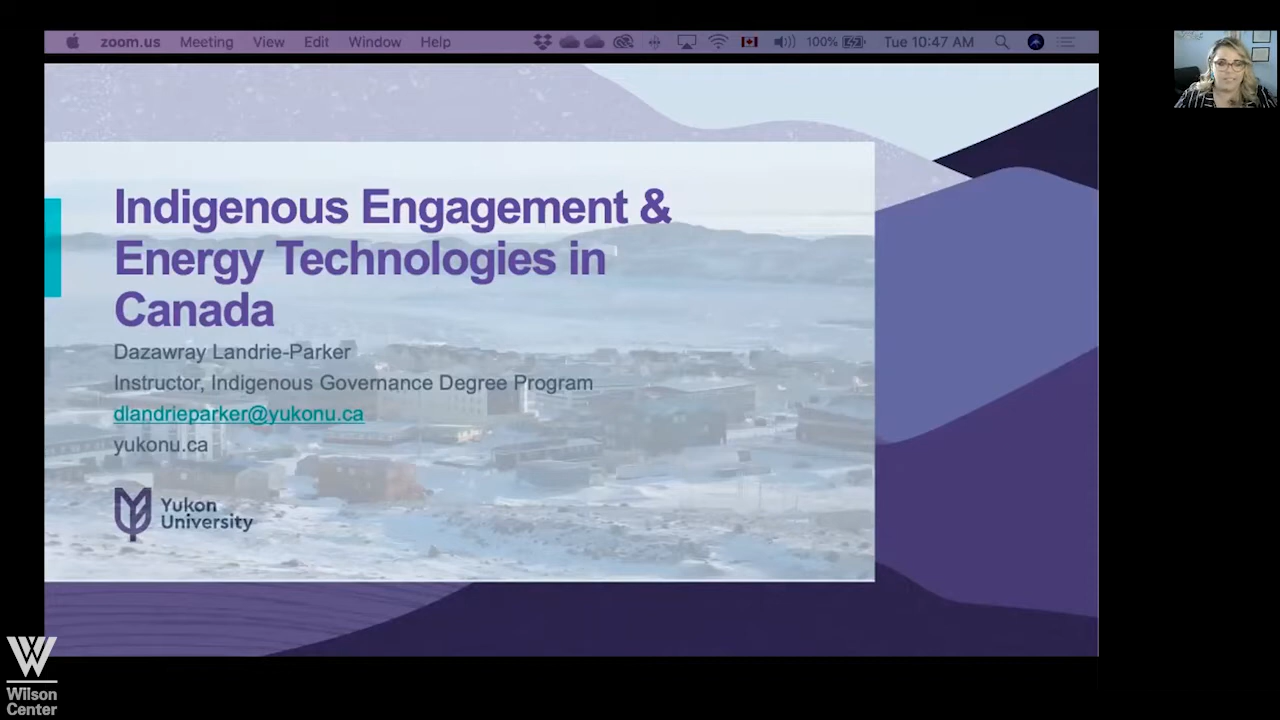 zoom.us Meeting View Edit Window Help 100% Tue 10:47 AM
Indigenous Engagement &
Energy Technologies in
Canada
Dazawray Landrie-Parker
Instructor, Indigenous Governance Degree Program
dlandrieparker@yukonu.ca
yukonu.ca
Yukon
University
Wilson
Center